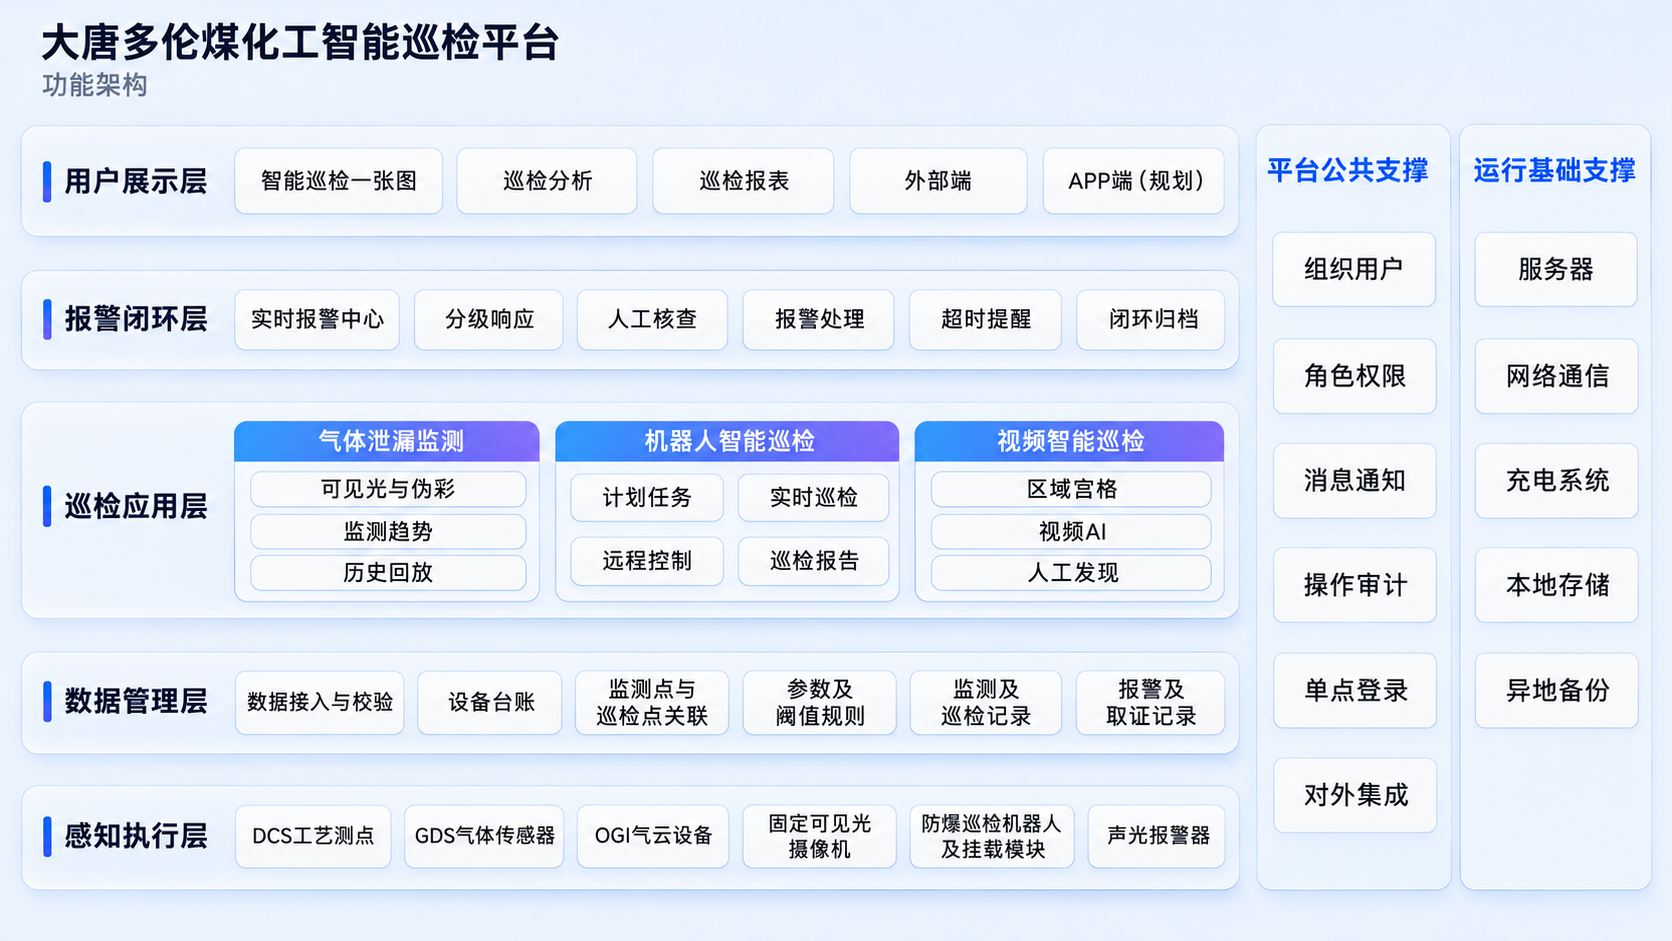 大唐多伦煤化工智能巡检平台
功能架构
用户展示层
智能巡检一张图
巡检分析
巡检报表
外部端
APP端（规划）
报警闭环层
实时报警中心
分级响应
人工核查
报警处理
超时提醒
闭环归档
巡检应用层
气体泄漏监测
可见光与伪彩
监测趋势
历史回放
机器人智能巡检
计划任务
实时巡检
远程控制
巡检报告
视频智能巡检
区域宫格
视频AI
人工发现
数据管理层
数据接入与校验
设备台账
监测点与
巡检点关联
参数及
阈值规则
监测及
巡检记录
报警及
取证记录
感知执行层
DCS工艺测点
GDS气体传感器
OGI气云设备
固定可见光
摄像机
防爆巡检机器人
及挂载模块
声光报警器
平台公共支撑
组织用户
角色权限
消息通知
操作审计
单点登录
对外集成
运行基础支撑
服务器
网络通信
充电系统
本地存储
异地备份